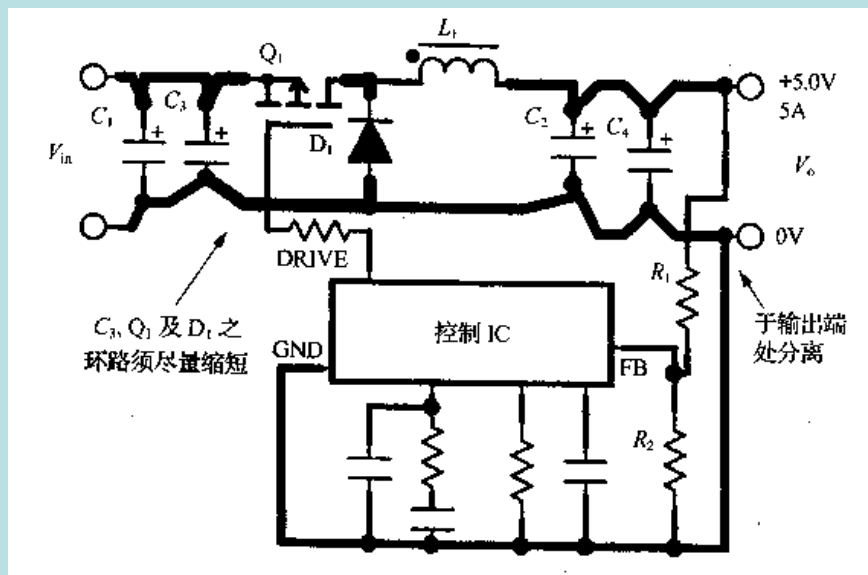 Q₁
L₁
+5.0V
5A
C₁
C₃
C₂
C₄
D₁
V_in
V_o
0V
DRIVE
R₁
C₃、Q₁ 及 D₁ 之
环路须尽量缩短
GND
控制 IC
FB
于输出端
处分离
R₂
+
+
+
+